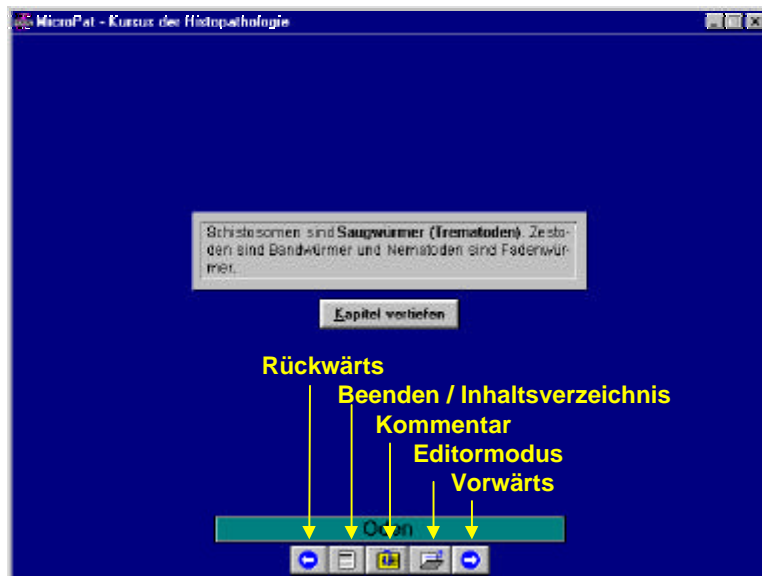 MicroPat - Kursus der Histopathologie
Schistosomen sind Saugwürmer (Trematoden). Zesto-
den sind Bandwürmer und Nematoden sind Fadenwür-
mer.
Kapitel vertiefen
Rückwärts
Beenden / Inhaltsverzeichnis
Kommentar
Editormodus
Vorwärts